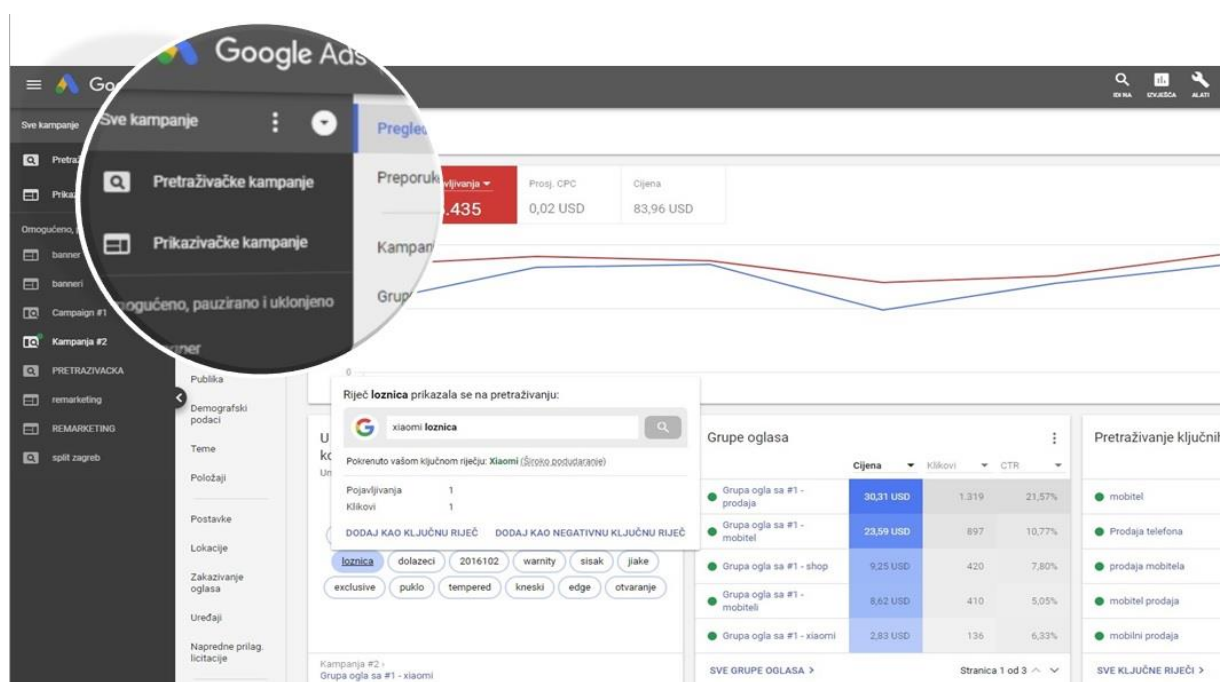 Google Ads
IDI NA
IZVJEŠĆA
ALATI
Sve kampanje
Sve kampanje
Pretraživačke kampanje
Prikazivačke kampanje
pauzirano i uklonjeno
banner
banneri
Campaign #1
Kampanja #2
PRETRAZIVACKA
remarketing
REMARKETING
split zagreb
Publika
Demografski
podaci
Teme
Položaji
Postavke
Lokacije
Zakazivanje
oglasa
Uređaji
Napredne prilag.
licitacije
Prosj. CPC
0,02 USD
Cijena
83,96 USD
0
Riječ loznica prikazala se na pretraživanju:
xiaomi loznica
Pokrenuto vašom ključnom riječju: Xiaomi (Široko podudaranje)
Pojavljivanja 1
Klikovi 1
DODAJ KAO KLJUČNU RIJEČ DODAJ KAO NEGATIVNU KLJUČNU RIJEČ
loznica dolazeci 2016102 warnity sisak jiake
exclusive puklo tempered kneski edge otvaranje
Kampanja #2 ›
Grupa ogla sa #1 - xiaomi
Grupe oglasa
Cijena Klikovi CTR
Grupa ogla sa #1 -
prodaja
30,31 USD 1.319 21,57%
Grupa ogla sa #1 -
mobitel
23,59 USD 897 10,77%
Grupa ogla sa #1 - shop 9,25 USD 420 7,80%
Grupa ogla sa #1 -
mobiteli
8,62 USD 410 5,05%
Grupa ogla sa #1 - xiaomi 2,83 USD 136 6,33%
SVE GRUPE OGLASA > Stranica 1 od 3
Pretraživanje
mobitel
Prodaja telefona
prodaja mobitela
mobitel prodaja
mobilni prodaja
SVE KLJUČNE RIJEČI >